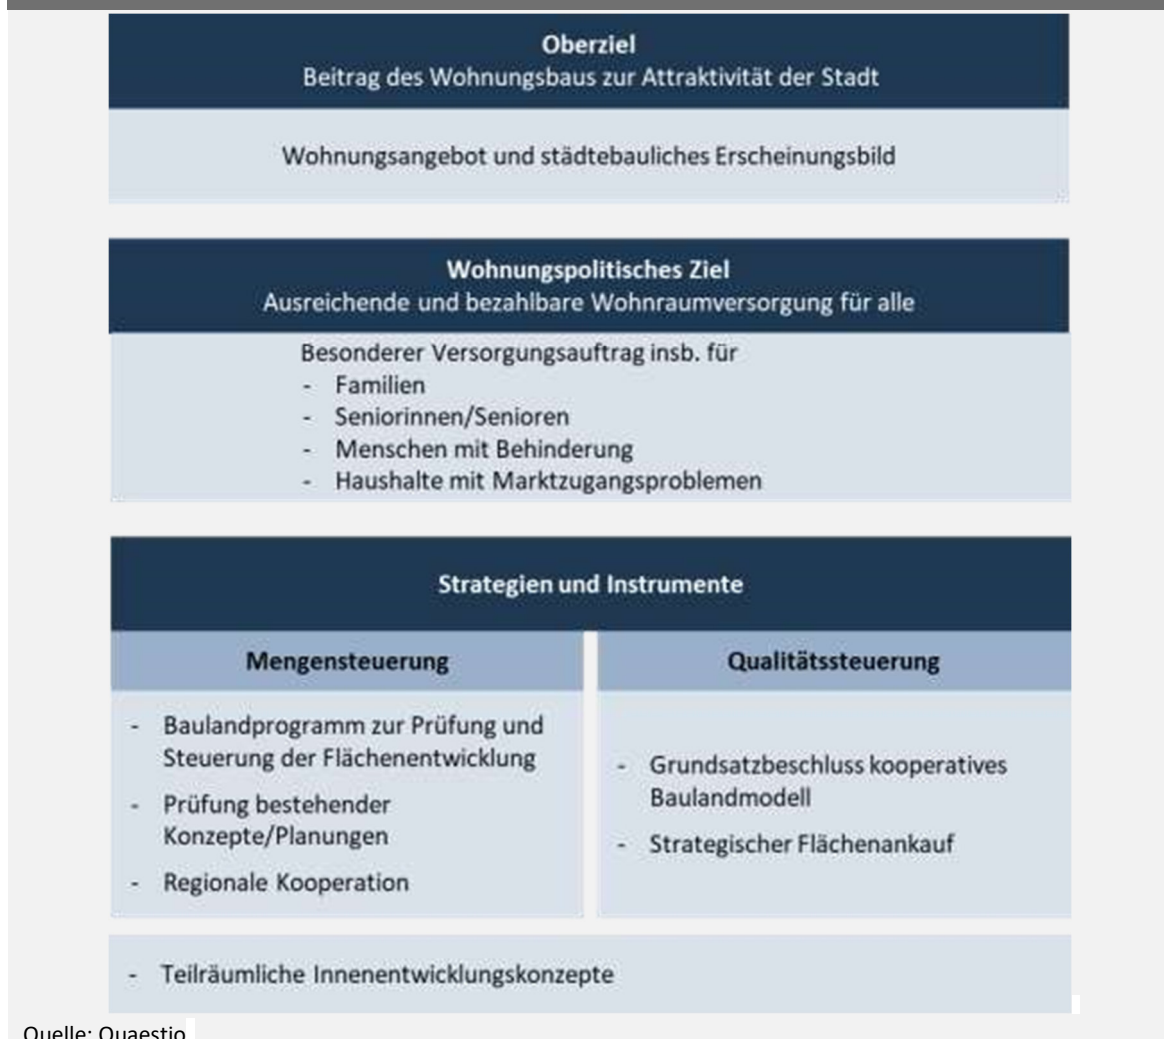 Oberziel
Beitrag des Wohnungsbaus zur Attraktivität der Stadt
Wohnungsangebot und städtebauliches Erscheinungsbild
Wohnungspolitisches Ziel
Ausreichende und bezahlbare Wohnraumversorgung für alle
Besonderer Versorgungsauftrag insb. für
- Familien
- Seniorinnen/Senioren
- Menschen mit Behinderung
- Haushalte mit Marktzugangsproblemen
Strategien und Instrumente
Mengensteuerung
- Baulandprogramm zur Prüfung und
Steuerung der Flächenentwicklung
- Prüfung bestehender
Konzepte/Planungen
- Regionale Kooperation
Qualitätssteuerung
- Grundsatzbeschluss kooperatives
Baulandmodell
- Strategischer Flächenankauf
- Teilräumliche Innenentwicklungskonzepte
Quelle: Quaestio